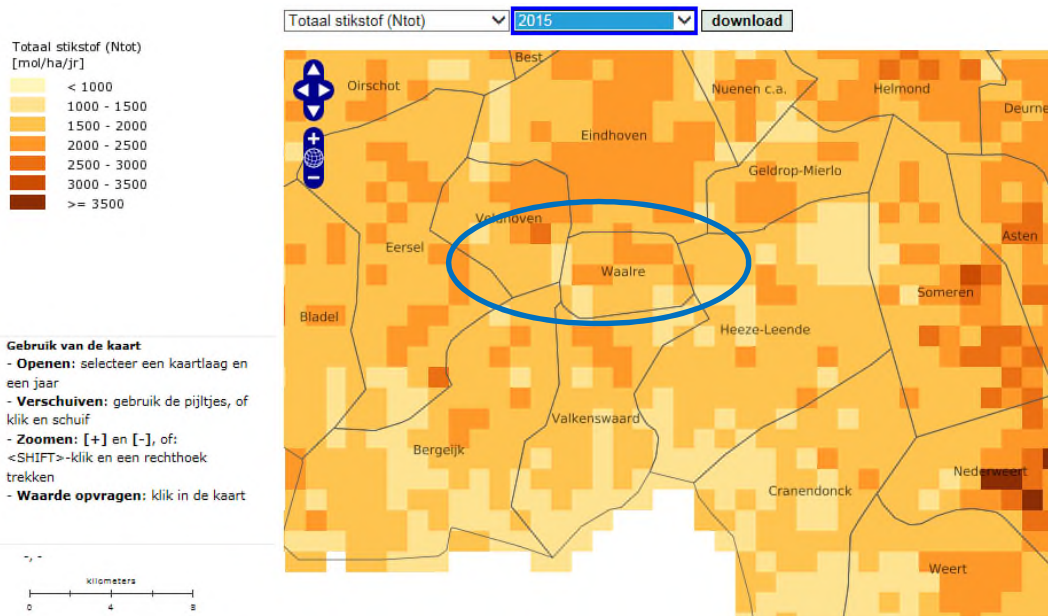 Totaal stikstof (Ntot) 2015 download
Totaal stikstof (Ntot)
[mol/ha/jr]
< 1000
1000 - 1500
1500 - 2000
2000 - 2500
2500 - 3000
3000 - 3500
>= 3500
Best
Oirschot
Nuenen c.a.
Helmond
Deurne
Eindhoven
Geldrop-Mierlo
Veldhoven
Asten
Eersel
Waalre
Someren
Bladel
Heeze-Leende
Valkenswaard
Bergeijk
Nederweert
Cranendonck
Weert
Gebruik van de kaart
- Openen: selecteer een kaartlaag en
een jaar
- Verschuiven: gebruik de pijltjes, of
klik en schuif
- Zoomen: [+] en [-], of:
<SHIFT>-klik en een rechthoek
trekken
- Waarde opvragen: klik in de kaart
-, -
kilometers
0 4 8